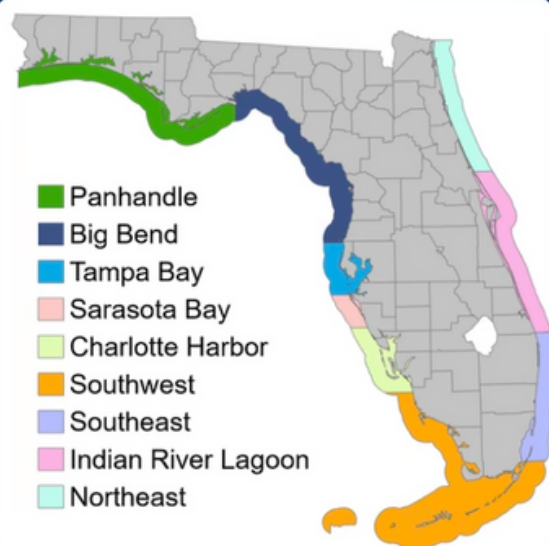 Panhandle
Big Bend
Tampa Bay
Sarasota Bay
Charlotte Harbor
Southwest
Southeast
Indian River Lagoon
Northeast